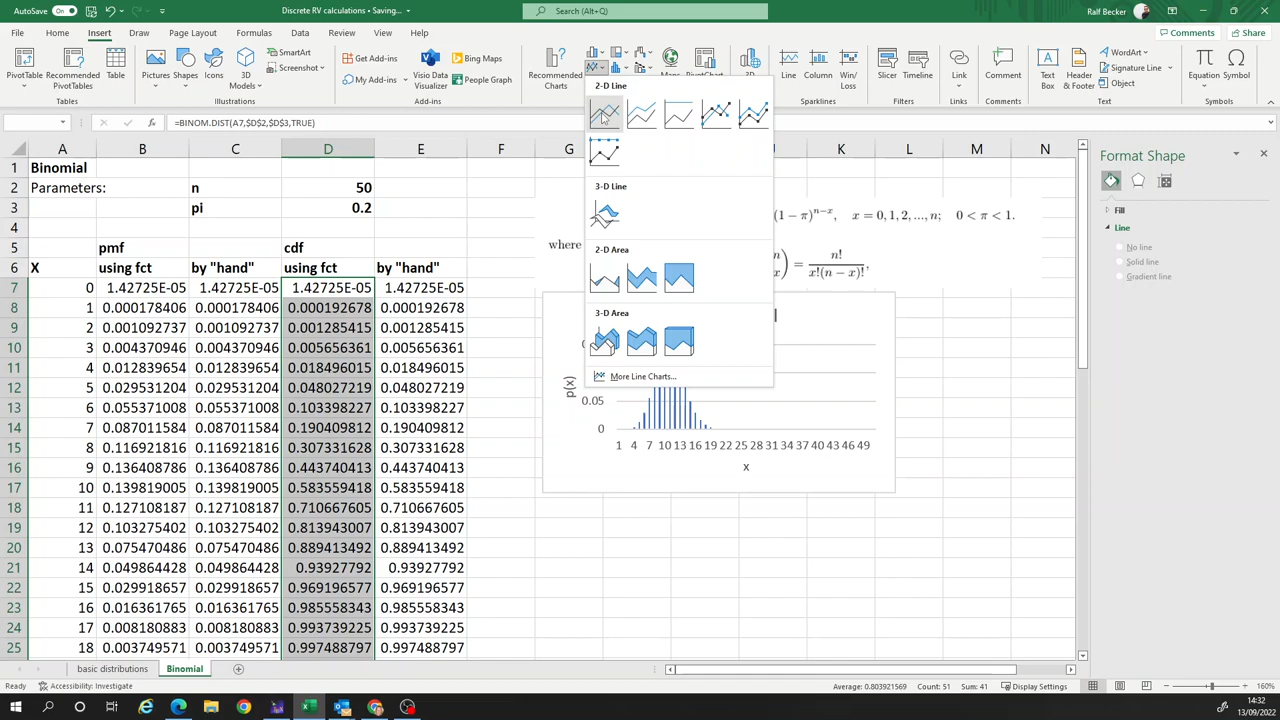 AutoSave On
Discrete RV calculations • Saving...
Search (Alt+Q)
Ralf Becker
File Home Insert Draw Page Layout Formulas Data Review View Help
Comments Share
PivotTable Recommended PivotTables Table
Tables
Pictures Shapes Icons 3D Models
SmartArt
Screenshot
Illustrations
Get Add-ins
My Add-ins
Visio Data Visualizer
Bing Maps
People Graph
Add-ins
Recommended Charts
Line Column Win/Loss
Sparklines
Slicer Timeline
Filters
Link
Links
Comment
Comments
Text Box
Header & Footer
WordArt
Signature Line
Object
Text
Equation Symbol
Symbols
=BINOM.DIST(A7,$D$2,$D$3,TRUE)
2-D Line
3-D Line
2-D Area
3-D Area
More Line Charts...
A B C D E F G K L M N
1 Binomial
2 Parameters: n 50
3 pi 0.2
4
5 pmf cdf
6 X using fct by "hand" using fct by "hand"
7 0 1.42725E-05 1.42725E-05 1.42725E-05 1.42725E-05
8 1 0.000178406 0.000178406 0.000192678 0.000192678
9 2 0.001092737 0.001092737 0.001285415 0.001285415
10 3 0.004370946 0.004370946 0.005656361 0.005656361
11 4 0.012839654 0.012839654 0.018496015 0.018496015
12 5 0.029531204 0.029531204 0.048027219 0.048027219
13 6 0.055371008 0.055371008 0.103398227 0.103398227
14 7 0.087011584 0.087011584 0.190409812 0.190409812
15 8 0.116921816 0.116921816 0.307331628 0.307331628
16 9 0.136408786 0.136408786 0.443740413 0.443740413
17 10 0.139819005 0.139819005 0.583559418 0.583559418
18 11 0.127108187 0.127108187 0.710667605 0.710667605
19 12 0.103275402 0.103275402 0.813943007 0.813943007
20 13 0.075470486 0.075470486 0.889413492 0.889413492
21 14 0.049864428 0.049864428 0.93927792 0.93927792
22 15 0.029918657 0.029918657 0.969196577 0.969196577
23 16 0.016361765 0.016361765 0.985558343 0.985558343
24 17 0.008180883 0.008180883 0.993739225 0.993739225
25 18 0.003749571 0.003749571 0.997488797 0.997488797
(1 − π)ⁿ⁻ˣ, x = 0, 1, 2, ..., n; 0 < π < 1.
where
n!
= x!(n − x)!,
p(x)
0.05
0
1 4 7 10 13 16 19 22 25 28 31 34 37 40 43 46 49
x
Format Shape
Fill
Line
No line
Solid line
Gradient line
basic distributions Binomial
Ready Accessibility: Investigate
Average: 0.803921569 Count: 51 Sum: 41 Display Settings 160%
14:32
13/09/2022